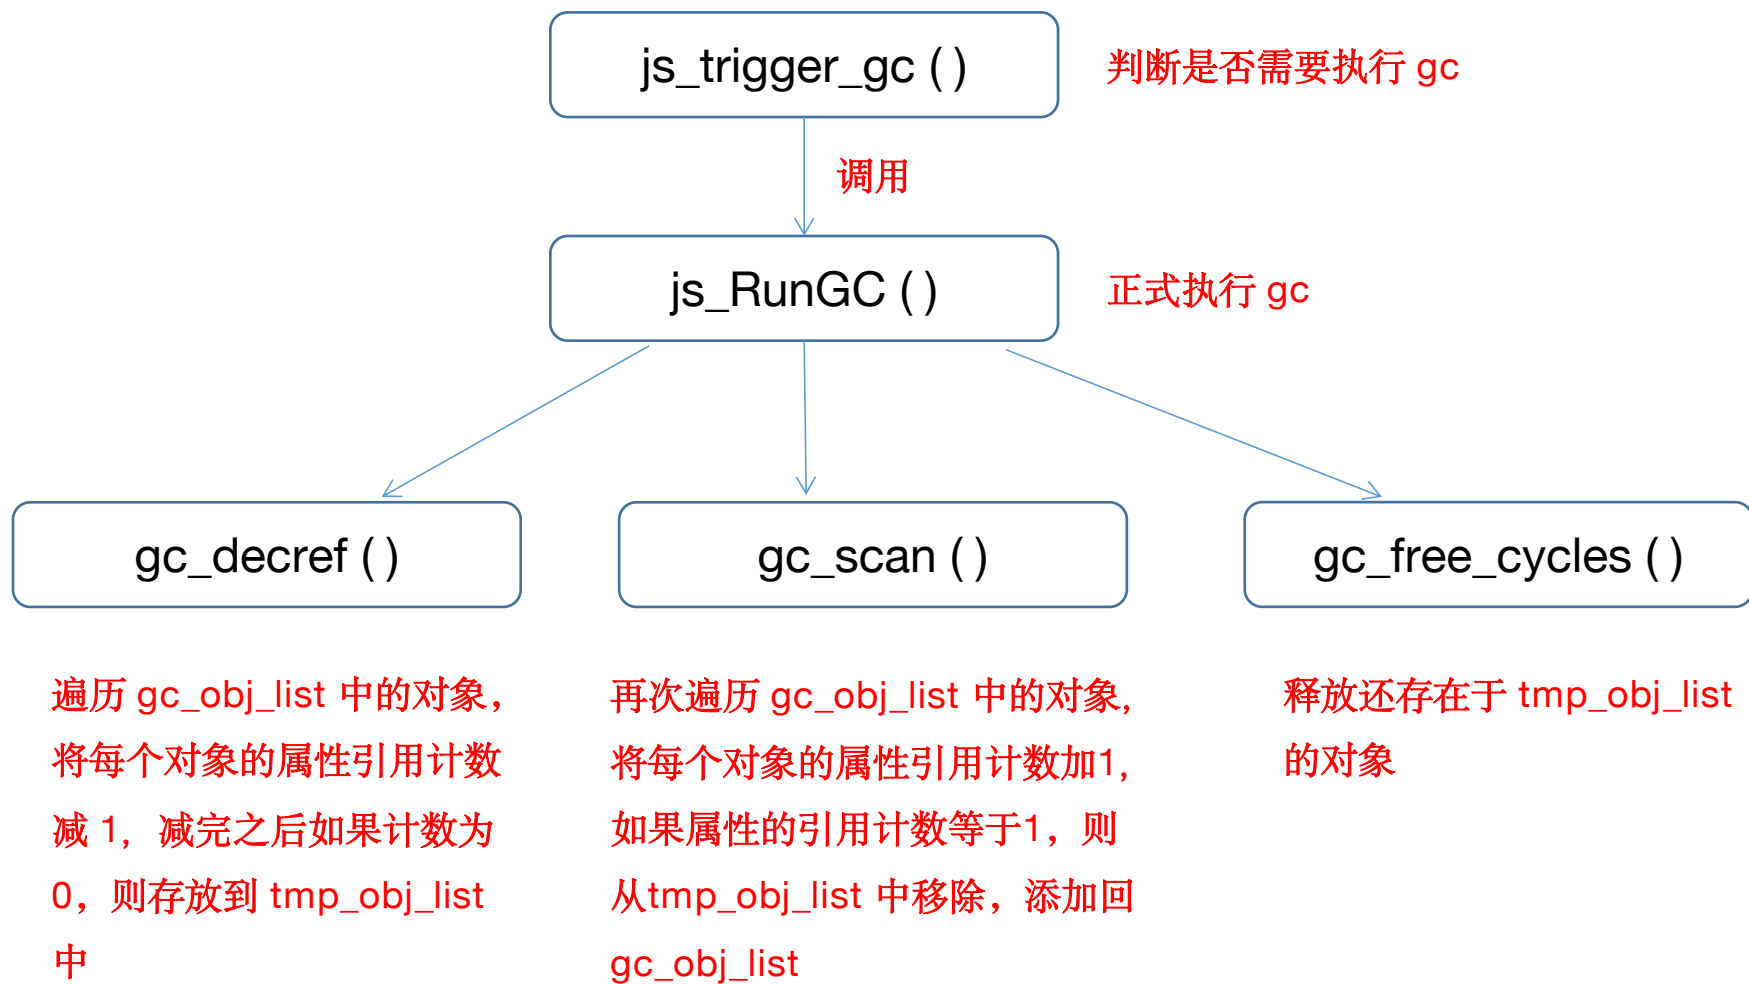 js_trigger_gc ( )
判断是否需要执行 gc
调用
js_RunGC ( )
正式执行 gc
gc_decref ( )
gc_scan ( )
gc_free_cycles ( )
遍历 gc_obj_list 中的对象，
将每个对象的属性引用计数
减 1，减完之后如果计数为
0，则存放到 tmp_obj_list
中
再次遍历 gc_obj_list 中的对象,
将每个对象的属性引用计数加1,
如果属性的引用计数等于1，则
从tmp_obj_list 中移除，添加回
gc_obj_list
释放还存在于 tmp_obj_list
的对象